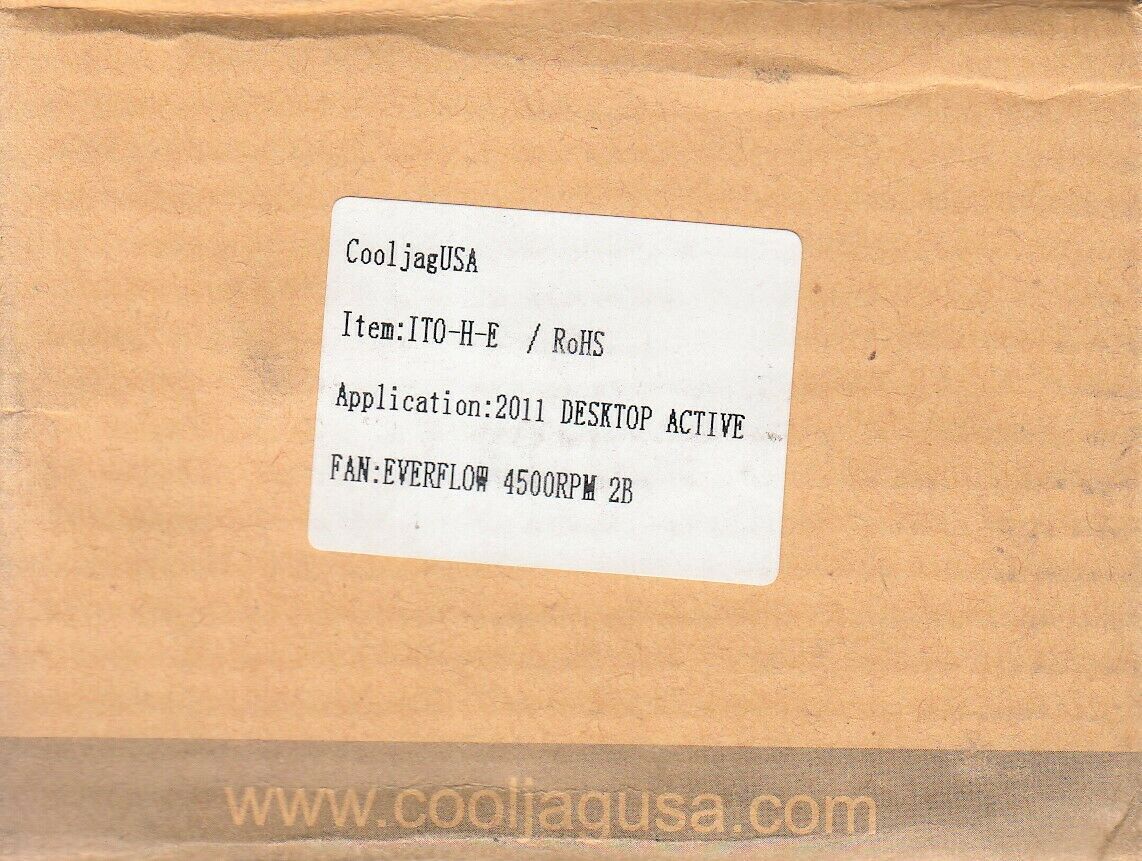 CooljagUSA
Item:ITO-H-E / RoHS
Application:2011 DESKTOP ACTIVE
FAN:EVERFLOW 4500RPM 2B
www.cooljagusa.com